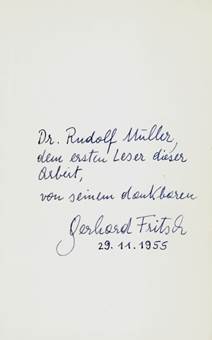 Dr. Rudolf Müller,
dem ersten Leser dieser
Arbeit,
von seinem dankbaren
Gerhard Fritsch
29.11.1955